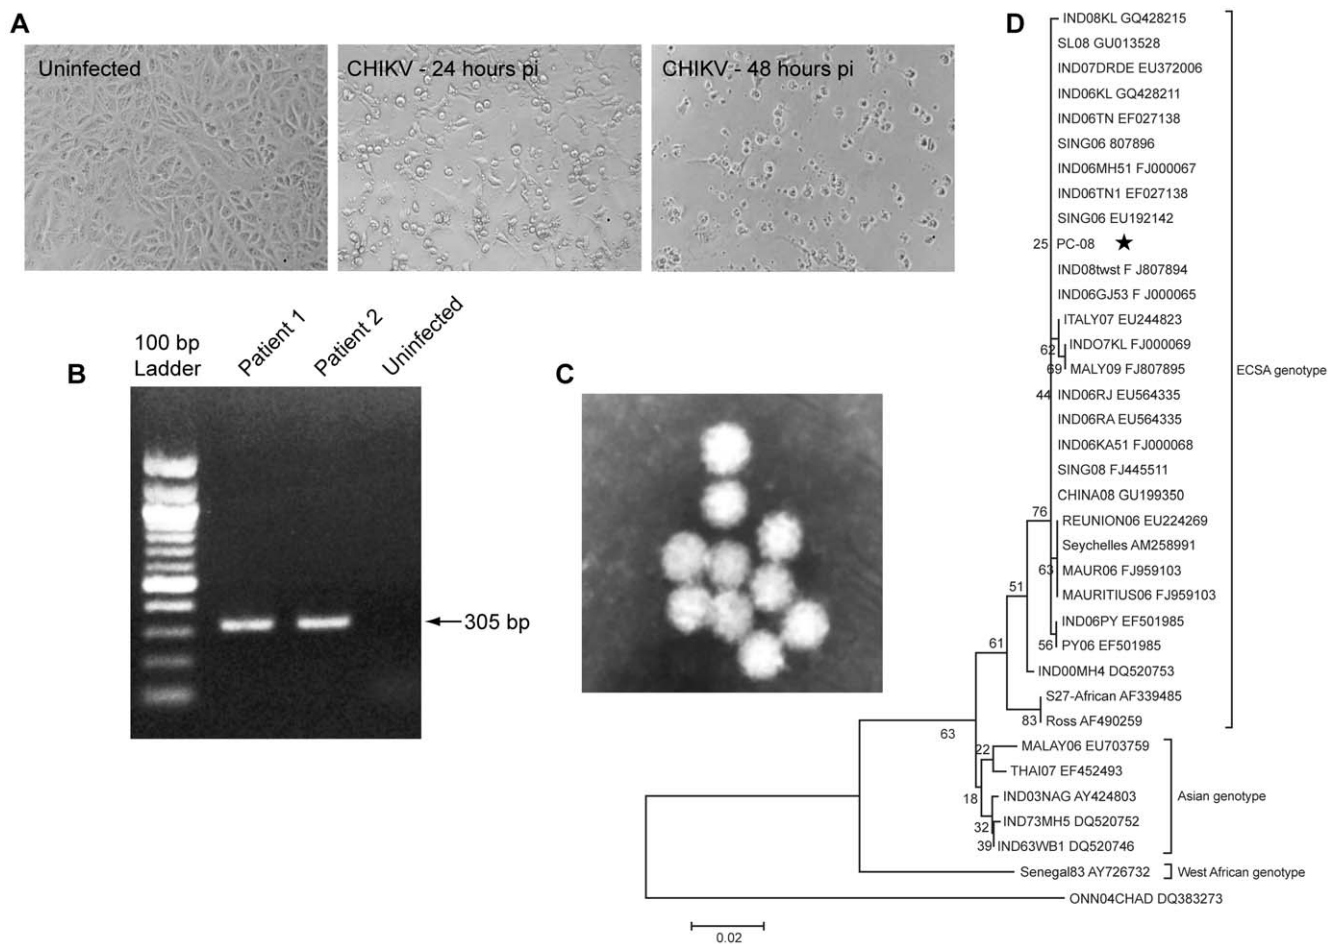 A
Uninfected
CHIKV - 24 hours pi
CHIKV - 48 hours pi
B
100 bp
Ladder
Patient 1
Patient 2
Uninfected
305 bp
C
D
IND08KL GQ428215
SL08 GU013528
IND07DRDE EU372006
IND06KL GQ428211
IND06TN EF027138
SING06 807896
IND06MH51 FJ000067
IND06TN1 EF027138
SING06 EU192142
25
PC-08
IND08twst F J807894
IND06GJ53 F J000065
ITALY07 EU244823
62
INDO7KL FJ000069
69
MALY09 FJ807895
44
IND06RJ EU564335
IND06RA EU564335
IND06KA51 FJ000068
SING08 FJ445511
CHINA08 GU199350
76
REUNION06 EU224269
Seychelles AM258991
63
MAUR06 FJ959103
51
MAURITIUS06 FJ959103
IND06PY EF501985
56
PY06 EF501985
61
IND00MH4 DQ520753
S27-African AF339485
83
Ross AF490259
ECSA genotype
63
22
MALAY06 EU703759
THAI07 EF452493
18
IND03NAG AY424803
32
IND73MH5 DQ520752
39
IND63WB1 DQ520746
Asian genotype
Senegal83 AY726732
West African genotype
ONN04CHAD DQ383273
0.02